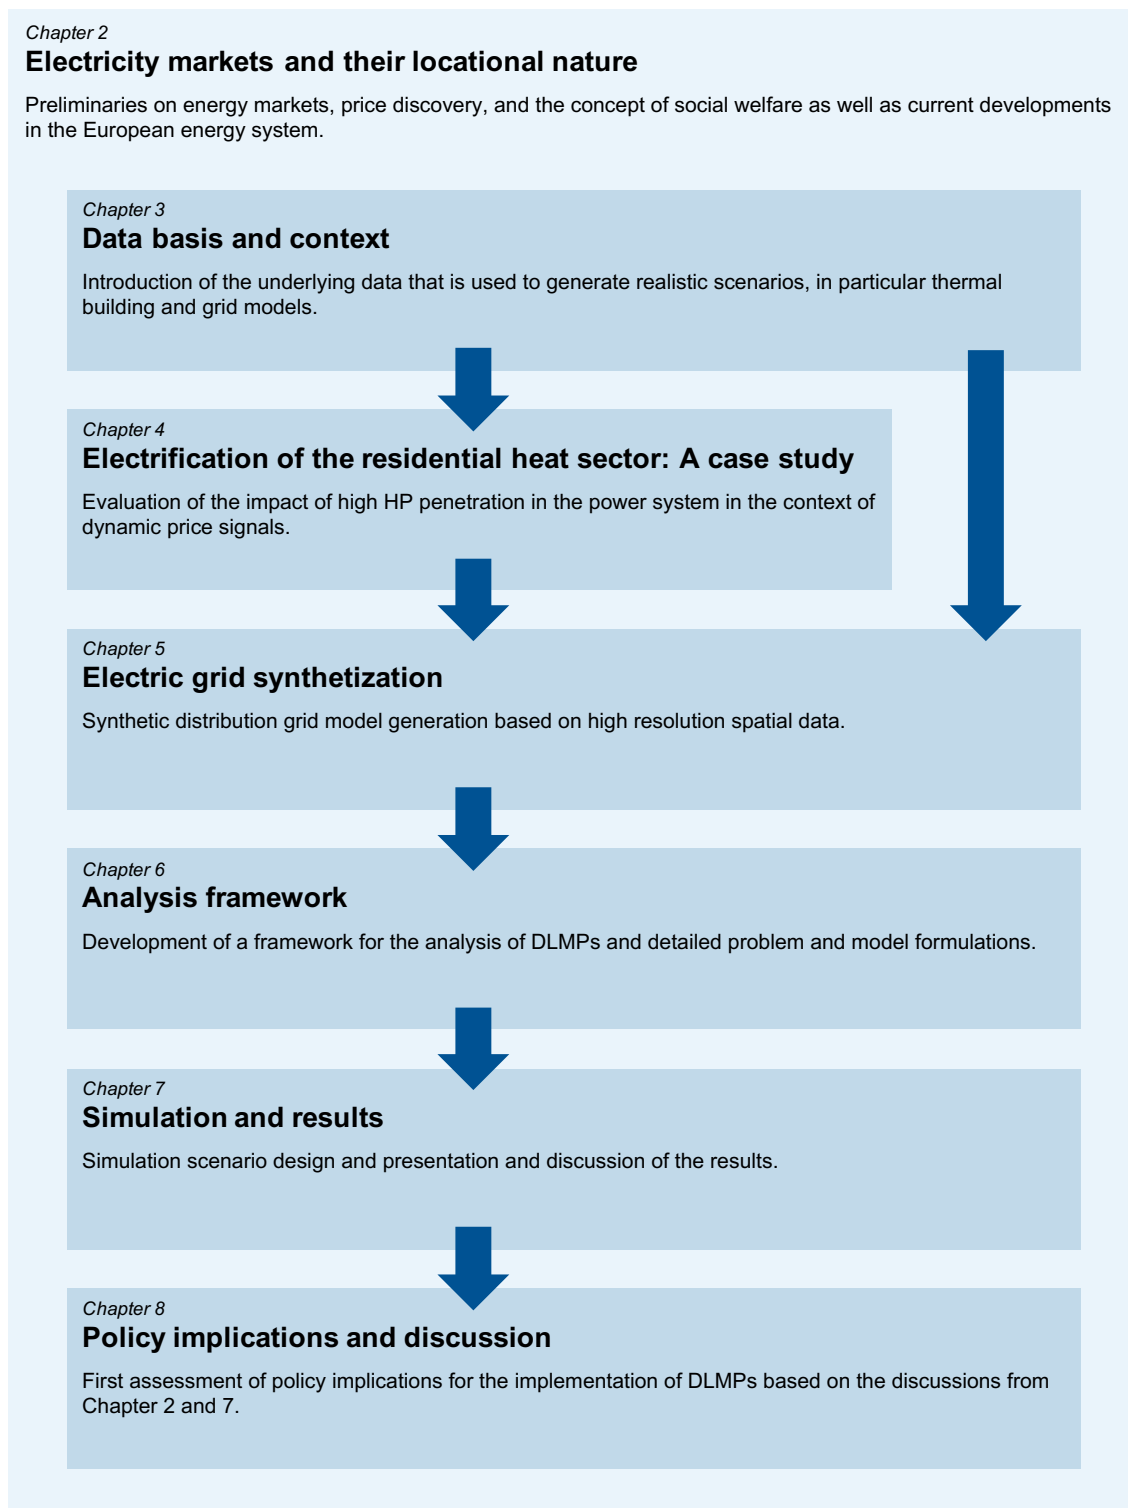 Chapter 2
Electricity markets and their locational nature
Preliminaries on energy markets, price discovery, and the concept of social welfare as well as current developments
in the European energy system.
Chapter 3
Data basis and context
Introduction of the underlying data that is used to generate realistic scenarios, in particular thermal
building and grid models.
Chapter 4
Electrification of the residential heat sector: A case study
Evaluation of the impact of high HP penetration in the power system in the context of
dynamic price signals.
Chapter 5
Electric grid synthetization
Synthetic distribution grid model generation based on high resolution spatial data.
Chapter 6
Analysis framework
Development of a framework for the analysis of DLMPs and detailed problem and model formulations.
Chapter 7
Simulation and results
Simulation scenario design and presentation and discussion of the results.
Chapter 8
Policy implications and discussion
First assessment of policy implications for the implementation of DLMPs based on the discussions from
Chapter 2 and 7.